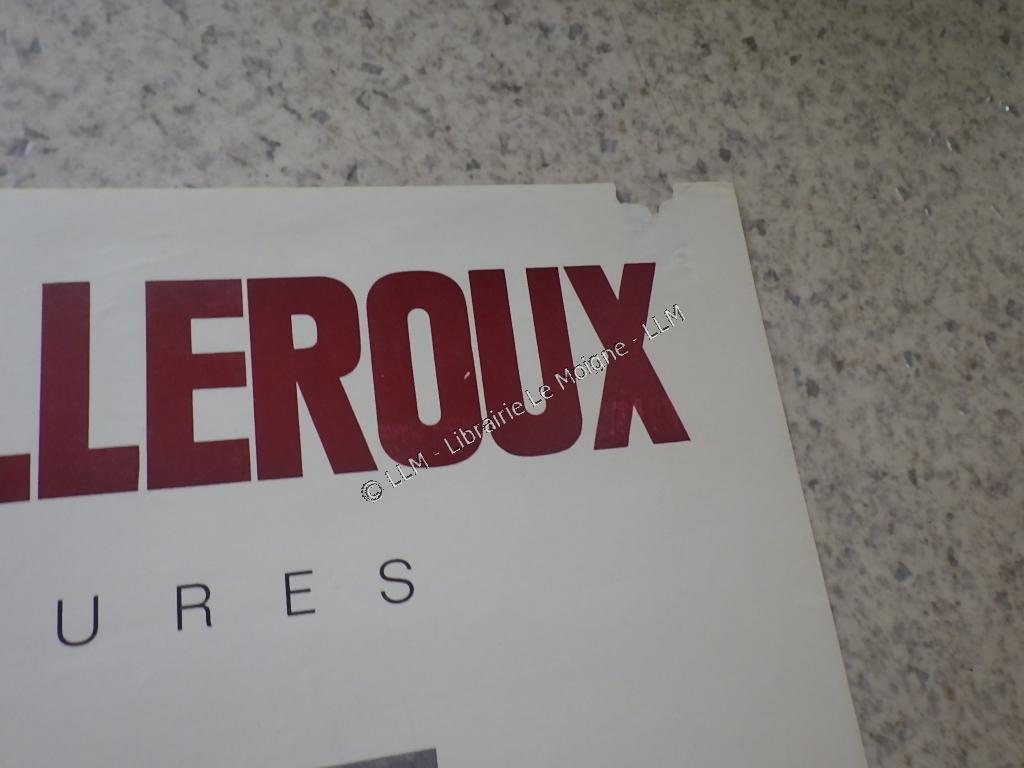 LLEROUX
URES
© LLM - Librairie Le Moigne - LLM